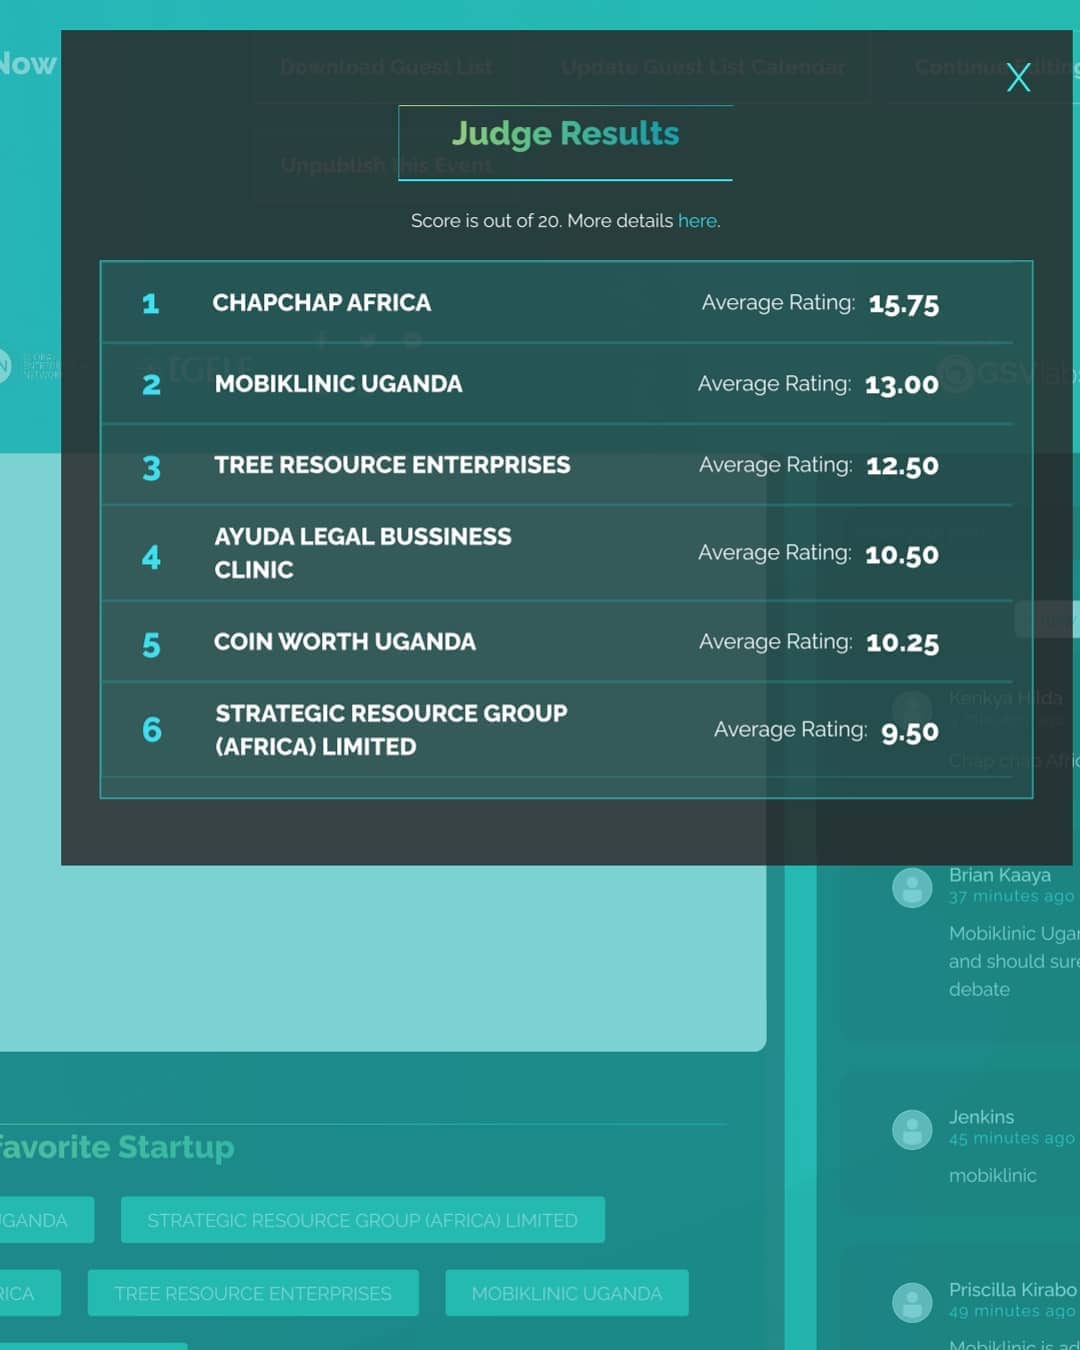 Now
Download Guest List
Update Guest List Calendar
Continue Editing
X
Judge Results
Unpublish this Event
Score is out of 20. More details here.
1 CHAPCHAP AFRICA Average Rating: 15.75
2 MOBIKLINIC UGANDA Average Rating: 13.00
3 TREE RESOURCE ENTERPRISES Average Rating: 12.50
4 AYUDA LEGAL BUSSINESS
CLINIC
Average Rating: 10.50
5 COIN WORTH UGANDA Average Rating: 10.25
6 STRATEGIC RESOURCE GROUP
(AFRICA) LIMITED
Average Rating: 9.50
GSVlabs
Kenkya Hilda
Chap chap Afric
Brian Kaaya
37 minutes ago
Mobiklinic Ugan
and should sure
debate
Jenkins
45 minutes ago
mobiklinic
Priscilla Kirabo
49 minutes ago
Mobiklinic is ad
Favorite Startup
UGANDA
STRATEGIC RESOURCE GROUP (AFRICA) LIMITED
RICA
TREE RESOURCE ENTERPRISES
MOBIKLINIC UGANDA